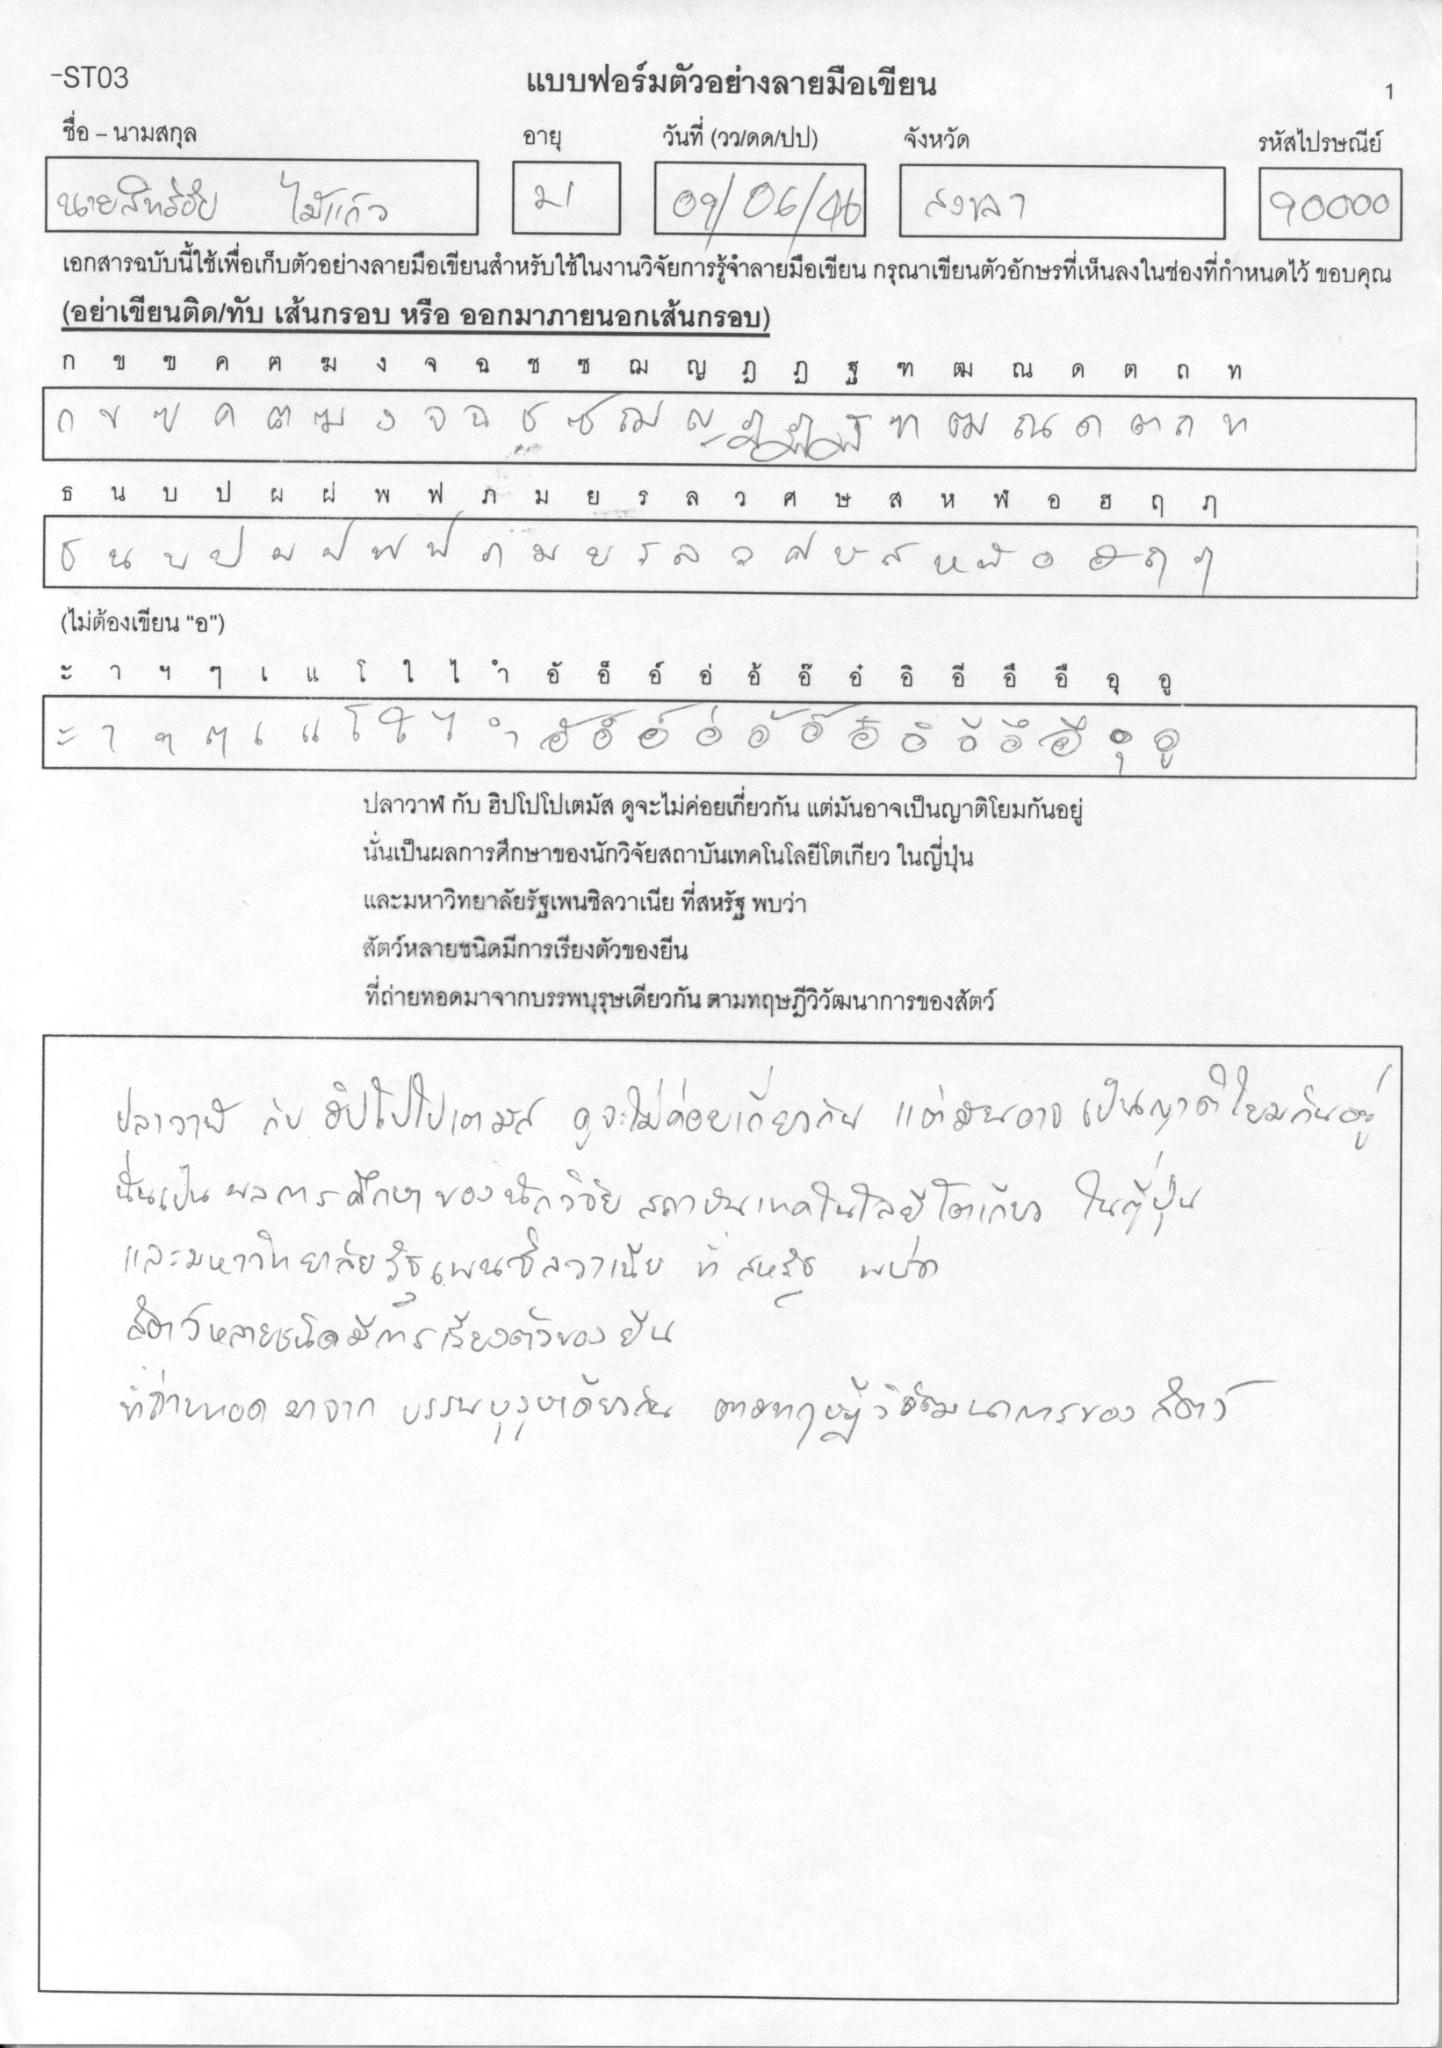 -ST03
แบบฟอร์มตัวอย่างลายมือเขียน
1
ชื่อ – นามสกุล อายุ วันที่ (วว/ดด/ปป) จังหวัด รหัสไปรษณีย์
ไม้แก้ว 09/06/46 สงขลา 90000
เอกสารฉบับนี้ใช้เพื่อเก็บตัวอย่างลายมือเขียนสำหรับใช้ในงานวิจัยการรู้จำลายมือเขียน กรุณาเขียนตัวอักษรที่เห็นลงในช่องที่กำหนดไว้ ขอบคุณ
(อย่าเขียนติด/ทับ เส้นกรอบ หรือ ออกมาภายนอกเส้นกรอบ)
ก ข ฃ ค ฅ ฆ ง จ ฉ ช ซ ฌ ญ ฎ ฏ ฐ ฑ ฒ ณ ด ต ถ ท
ก ข ฃ ค ฅ ฆ ง จ ฉ ช ซ ฌ ญ ฎ ฏ ฐ ฑ ฒ ณ ด ต ถ ท
ธ น บ ป ผ ฝ พ ฟ ภ ม ย ร ล ว ศ ษ ส ห ฬ อ ฮ ฤ ฦ
ธ น บ ป ผ ฝ พ ฟ ภ ม ย ร ล ว ศ ษ ส ห ฬ อ ฮ ฤ ฦ
(ไม่ต้องเขียน “อ”)
ะ า ฯ ๆ เ แ โ ใ ไ ำ อั อ็ อ์ อ่ อ้ อ๊ อ๋ อิ อี อึ อื อุ อู
ะ า ฯ ๆ เ แ โ ใ ไ ำ อั อ็ อ์ อ่ อ้ อ๊ อ๋ อิ อี อึ อื อุ อู
ปลาวาฬ กับ ฮิปโปโปเตมัส ดูจะไม่ค่อยเกี่ยวกัน แต่มันอาจเป็นญาติโยมกันอยู่
นั่นเป็นผลการศึกษาของนักวิจัยสถาบันเทคโนโลยีโตเกียว ในญี่ปุ่น
และมหาวิทยาลัยรัฐเพนซิลวาเนีย ที่สหรัฐ พบว่า
สัตว์หลายชนิดมีการเรียงตัวของยีน
ที่ถ่ายทอดมาจากบรรพบุรุษเดียวกัน ตามทฤษฎีวิวัฒนาการของสัตว์
ปลาวาฬ กับ ฮิปโปโปเตมัส ดูจะไม่ค่อยเกี่ยวกัน แต่มันอาจ เป็นญาติโยมกันอยู่
นั่นเป็น ผลการศึกษาของนักวิจัย สถาบันเทคโนโลยีโตเกียว ในญี่ปุ่น
และมหาวิทยาลัยรัฐเพนซิลวาเนีย ที่ สหรัฐ พบว่า
สัตว์หลายชนิดมีการเรียงตัวของยีน
ที่ถ่ายทอด มาจาก บรรพบุรุษเดียวกัน ตามทฤษฎีวิวัฒนาการของ สัตว์